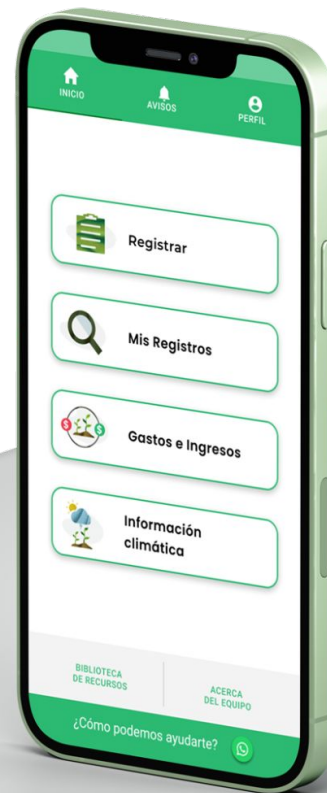 INICIO
AVISOS
PERFIL
Registrar
Mis Registros
Gastos e Ingresos
Información
climática
BIBLIOTECA
DE RECURSOS
ACERCA
DEL EQUIPO
¿Cómo podemos ayudarte?